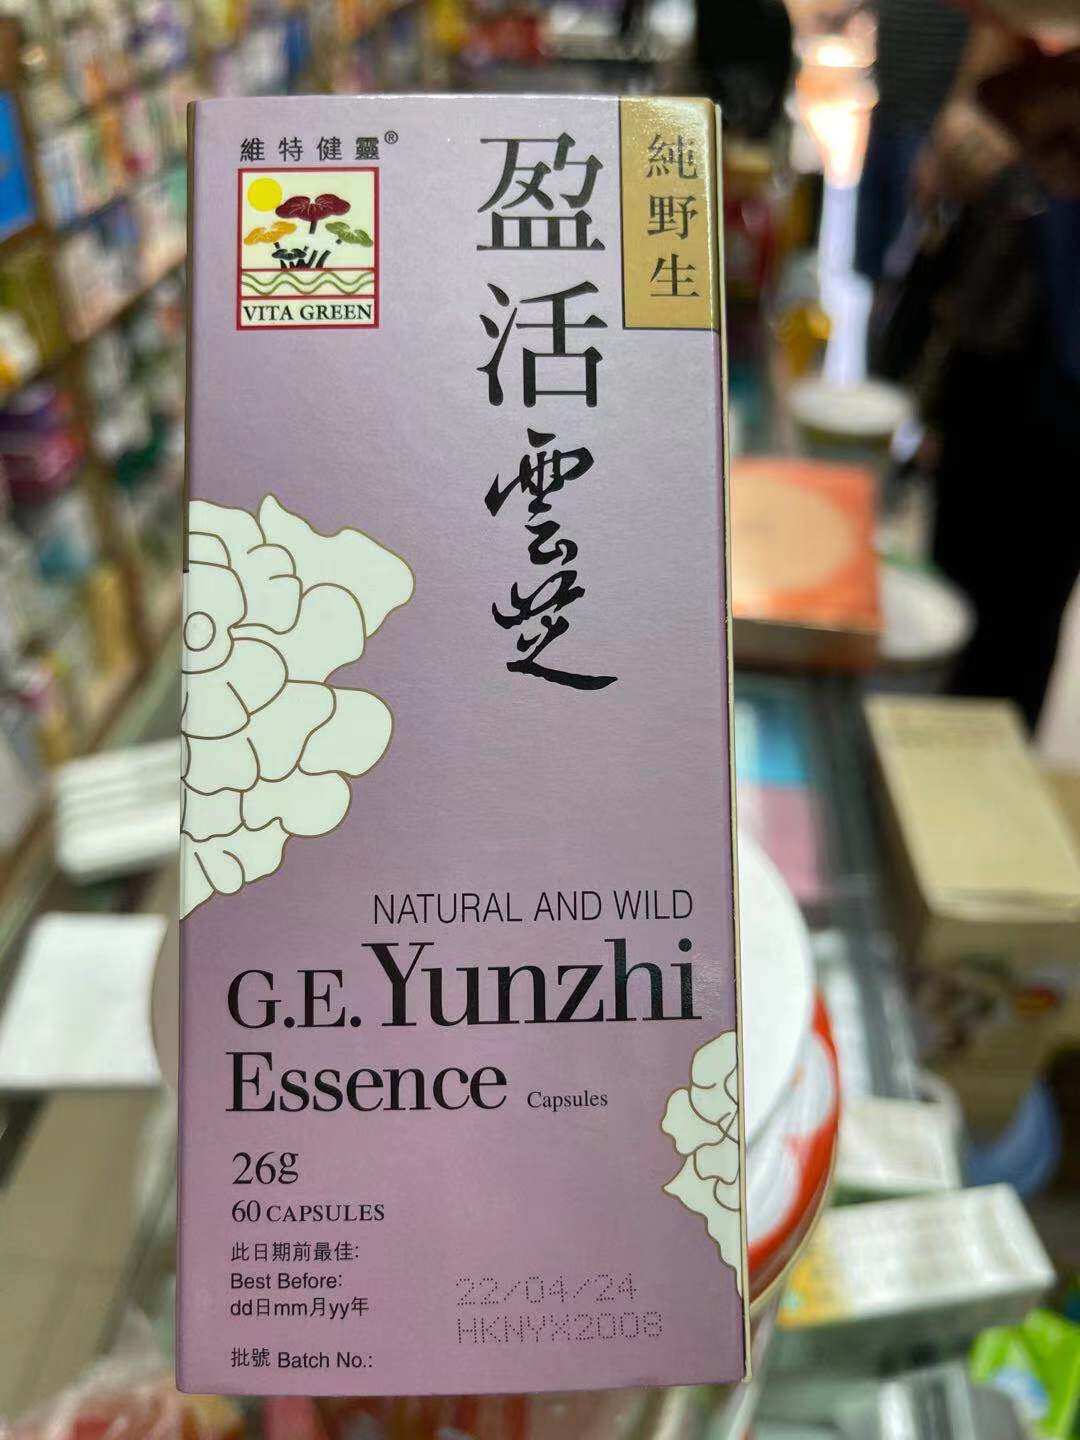 維特健靈®
VITA GREEN
盈活雲芝
純野生
NATURAL AND WILD
G.E. Yunzhi
Essence Capsules
26g
60 CAPSULES
此日期前最佳:
Best Before:
dd日mm月yy年
22/04/24
HKNYX2008
批號 Batch No.: